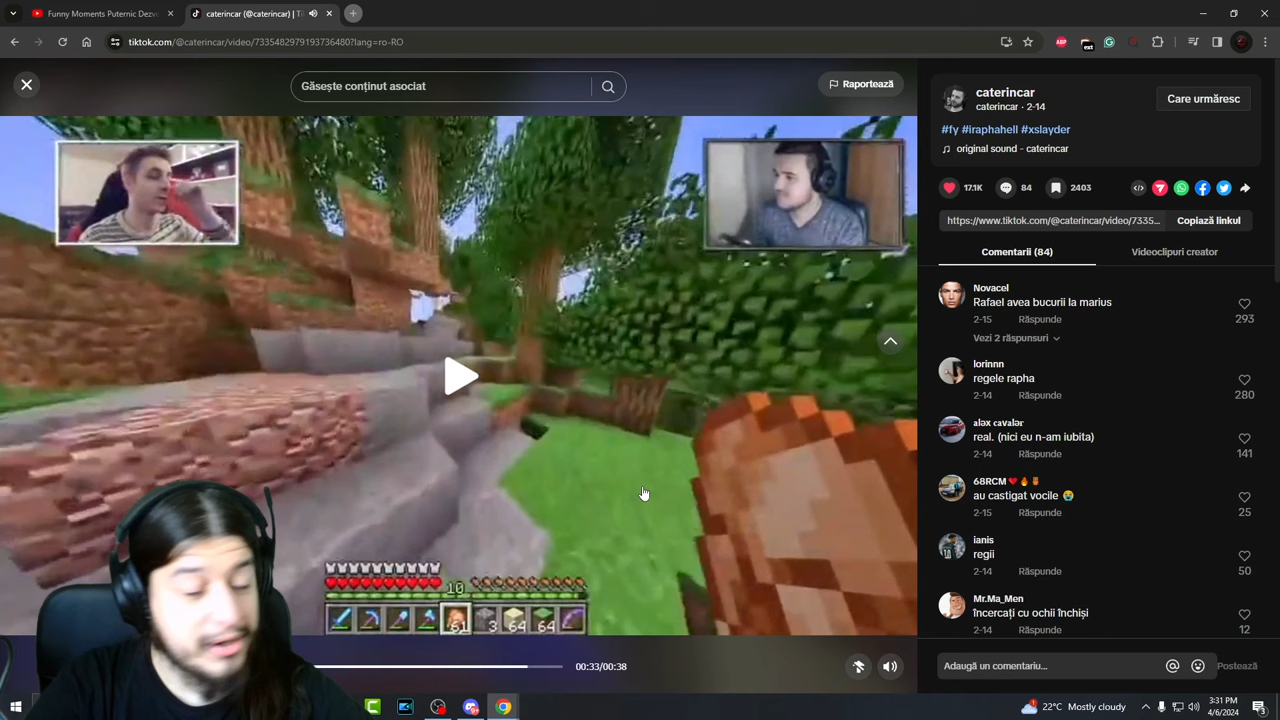 Funny Moments Puternic Dezvo
caterincar (@caterincar) | Ti
tiktok.com/@caterincar/video/7335482979193736480?lang=ro-RO
ABP
ext
Găsește conținut asociat
Raportează
caterincar
caterincar · 2-14
Care urmăresc
#fy #iraphahell #xslayder
original sound - caterincar
17.1K
84
2403
https://www.tiktok.com/@caterincar/video/7335...
Copiază linkul
Comentarii (84)
Videoclipuri creator
Novacel
Rafael avea bucurii la marius
2-15 Răspunde
293
Vezi 2 răspunsuri
lorinnn
regele rapha
2-14 Răspunde
280
aləx cavalər
real. (nici eu n-am iubita)
2-14 Răspunde
141
68RCM ❤️🔥
au castigat vocile 😭
2-15 Răspunde
25
ianis
regii
2-14 Răspunde
50
Mr.Ma_Men
încercați cu ochii închiși
2-14 Răspunde
12
10
61
3
64
64
00:33/00:38
Adaugă un comentariu...
Postează
22°C Mostly cloudy
3:31 PM
4/6/2024